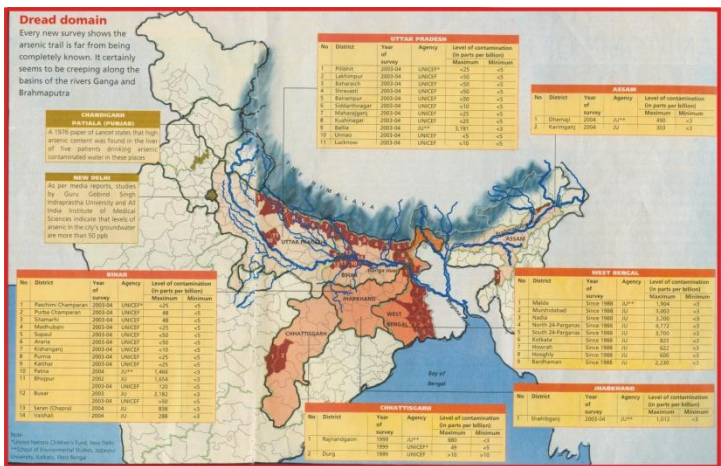 Dread domain
Every new survey shows the
arsenic trail is far from being
completely known. It certainly
seems to be creeping along the
basins of the rivers Ganga and
Brahmaputra
CHANDIGARH
PATIALA (PUNJAB)
A 1976 paper of Lancet states that high
arsenic content was found in the liver
of five patients drinking arsenic
contaminated water in these places
NEW DELHI
As per media reports, studies
by Guru Gobind Singh
Indraprastha University and All
India Institute of Medical
Sciences indicate that levels of
arsenic in the city's groundwater
are more than 50 ppb
UTTAR PRADESH
No District Year of survey Agency Level of contamination (in parts per billion) Maximum Minimum
1 Pilibhit 2003-04 UNICEF* <25 <5
2 Lakhimpur 2003-04 UNICEF <50 <5
3 Baharaich 2003-04 UNICEF <50 <5
4 Shravasti 2003-04 UNICEF <50 <5
5 Balrampur 2003-04 UNICEF <5
6 Siddarthnagar 2003-04 UNICEF <10 <5
7 Maharajganj 2003-04 UNICEF <25 <5
8 Kushinagar 2003-04 UNICEF <25 <5
9 Ballia 2003-04 JU** 3,191 <3
10 Unnao 2003-04 UNICEF <5 <5
11 Lucknow 2003-04 UNICEF <10 <5
ASSAM
No District Year of survey Agency Level of contamination (in parts per billion) Maximum Minimum
1 Dhemaji 2004 JU** 490 <3
2 Karimganj 2004 JU 303 <3
HIMALAYA
UTTAR PRADESH
BIHAR
Ganga river
JHARKHAND
WEST BENGAL
CHHATTISGARH
ASSAM
Bay of
Bengal
BIHAR
No District Year of survey Agency Level of contamination (in parts per billion) Maximum Minimum
1 Paschimi Champaran 2003-04 UNICEF* <25 <5
2 Purba Champaran 2003-04 UNICEF 48 <5
3 Sitamarhi 2003-04 UNICEF 48 <5
4 Madhubani 2003-04 UNICEF <25 <5
5 Supaul 2003-04 UNICEF <50 <5
6 Araria 2003-04 UNICEF <50 <5
7 Kishanganj 2003-04 UNICEF <10 <5
8 Purnia 2003-04 UNICEF <25 <5
9 Katihar 2003-04 UNICEF <25 <5
10 Patna 2004 JU** 1,466 <3
11 Bhojpur 2002 JU 1,654 <3
2003-04 UNICEF 120 <5
12 Buxar 2003 JU 2,182 <3
2003-04 UNICEF >50 <5
13 Saran (Chapra) 2004 JU 838 <3
14 Vaishali 2004 JU 288 <3
WEST BENGAL
No District Year of survey Agency Level of contamination (in parts per billion) Maximum Minimum
1 Malda Since 1988 JU** 1,904 <3
2 Murshidabad Since 1988 JU 3,003 <3
3 Nadia Since 1988 JU 3,200 <3
4 North 24-Parganas Since 1988 JU 4,772 <3
5 South 24-Parganas Since 1988 JU 3,700 <3
6 Kolkata Since 1988 JU 825 <3
7 Howrah Since 1988 JU 622 <3
8 Hooghly Since 1988 JU 600 <3
9 Bardhaman Since 1988 JU 2,230 <3
JHARKHAND
No District Year of survey Agency Level of contamination (in parts per billion) Maximum Minimum
1 Shahibganj 2003-04 JU** 1,012 <3
CHHATTISGARH
No District Year of survey Agency Level of contamination (in parts per billion) Maximum Minimum
1 Rajnandgaon 1999 JU** 880 <3
1999 UNICEF* 49 <5
2 Durg 1999 UNICEF >10 >10
Note:
*United Nations Children's Fund, New Delhi
**School of Environmental Studies, Jadavpur
University, Kolkata, West Bengal